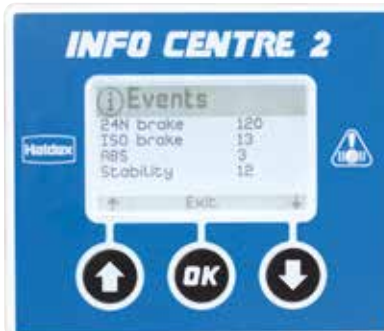 INFO CENTRE 2
i Events
24N brake 120
ISO brake 13
ABS 3
Stability 12
Haldex
Exit
OK